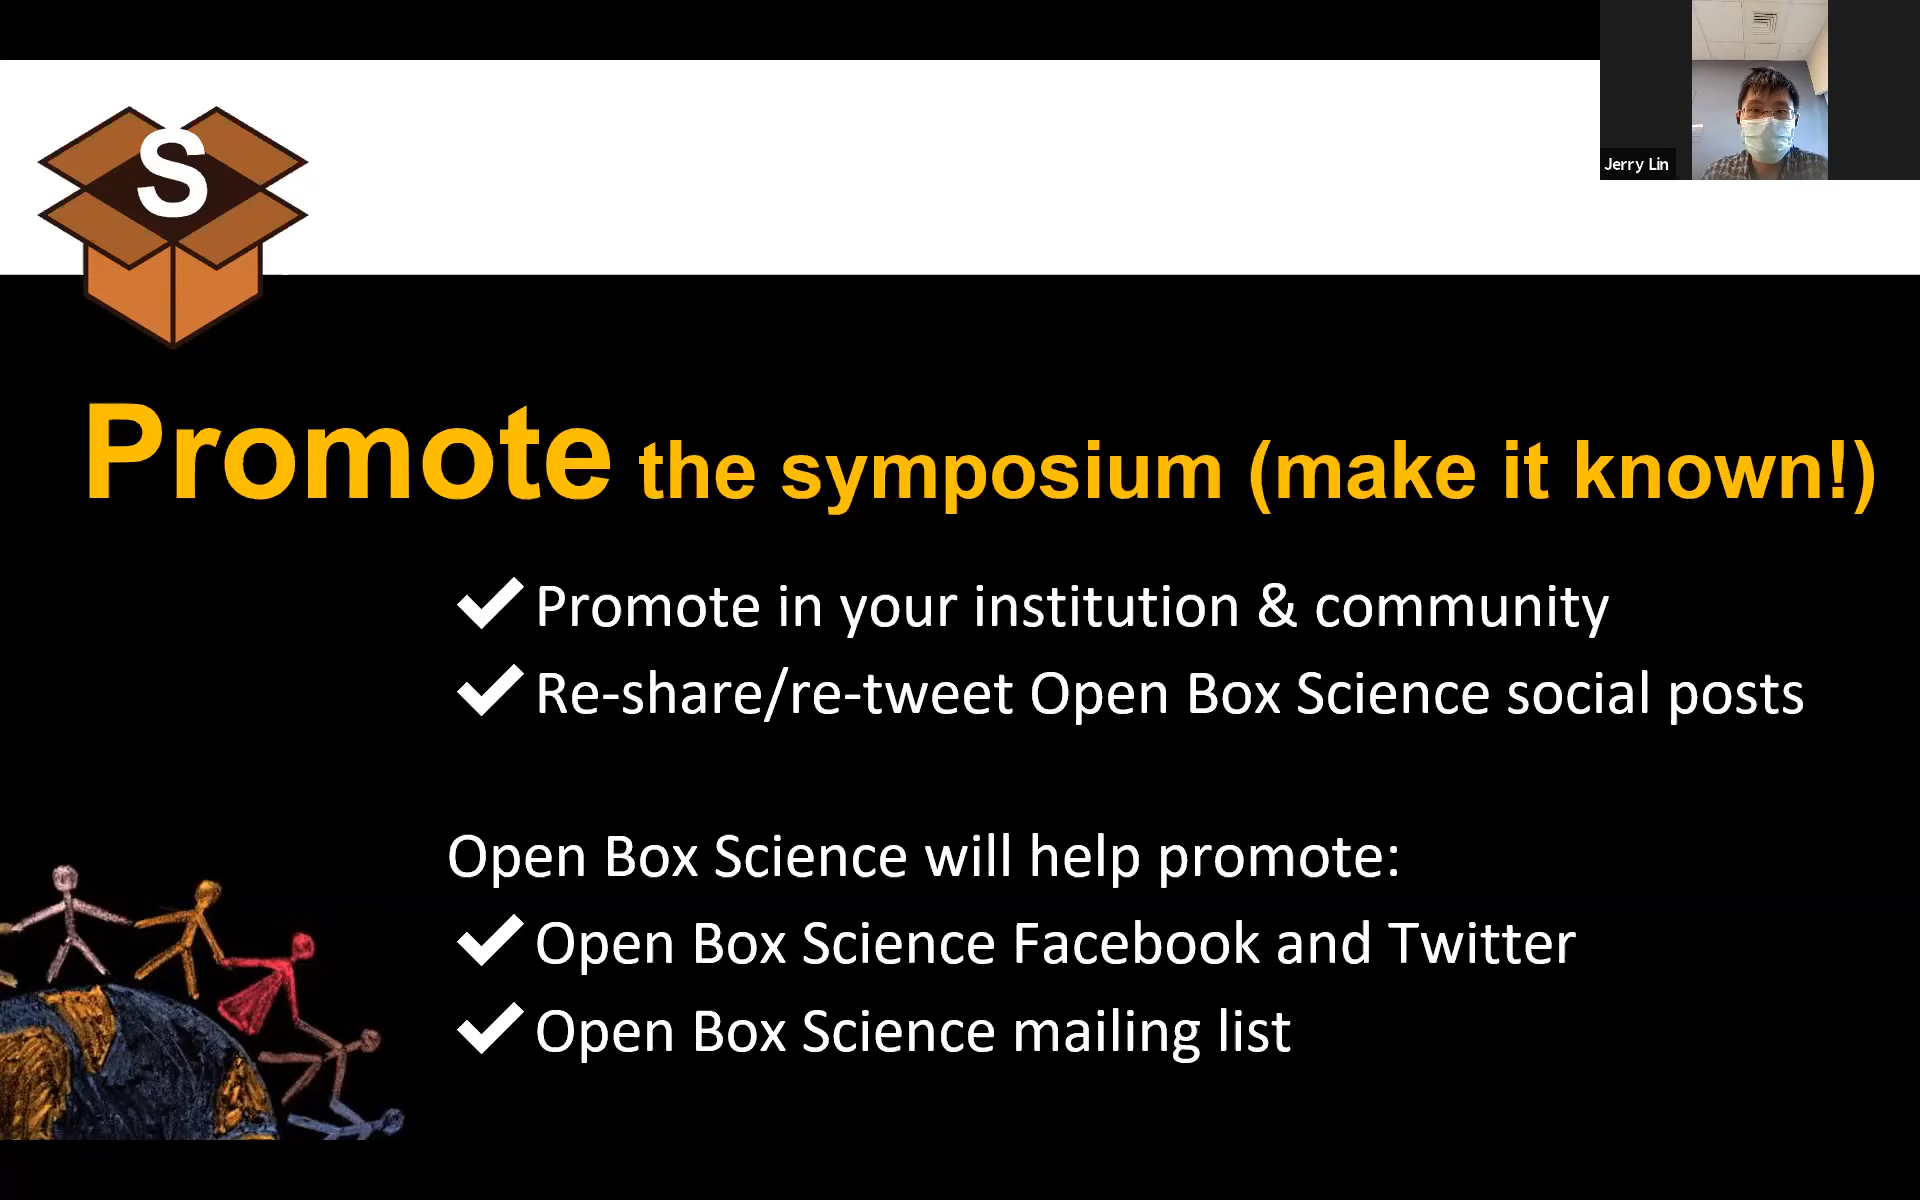 Jerry Lin
S
Promote the symposium (make it known!)
✔ Promote in your institution & community
✔ Re-share/re-tweet Open Box Science social posts
Open Box Science will help promote:
✔ Open Box Science Facebook and Twitter
✔ Open Box Science mailing list